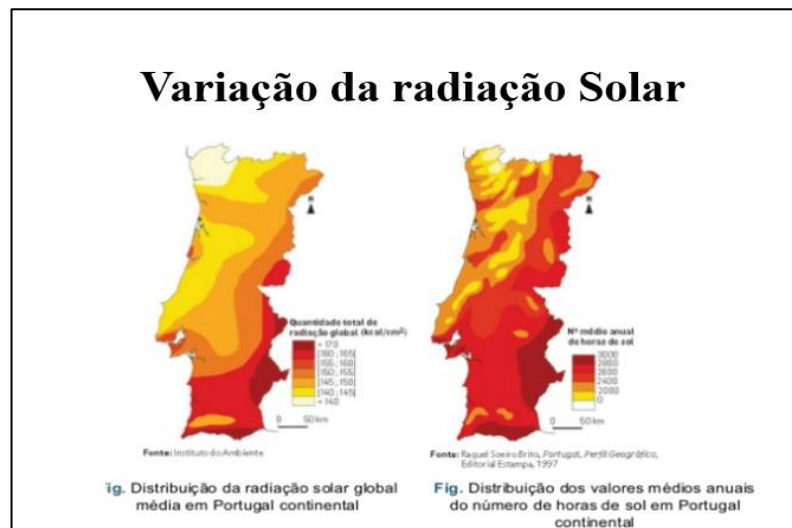 Variação da radiação Solar
N
Quantidade total de
radiação global (kcal/cm²)
> 170
[160 ; 165[
[155 ; 160[
[150 ; 155[
[145 ; 150[
[140 ; 145[
< 140
0 50 km
Fonte: Instituto do Ambiente
ig. Distribuição da radiação solar global
média em Portugal continental
N
Nº médio anual
de horas de sol
3000
2800
2600
2400
2000
0
0 50 km
Fonte: Raquel Soeiro Brito, Portugal, Perfil Geográfico,
Editorial Estampa, 1997
Fig. Distribuição dos valores médios anuais
do número de horas de sol em Portugal
continental